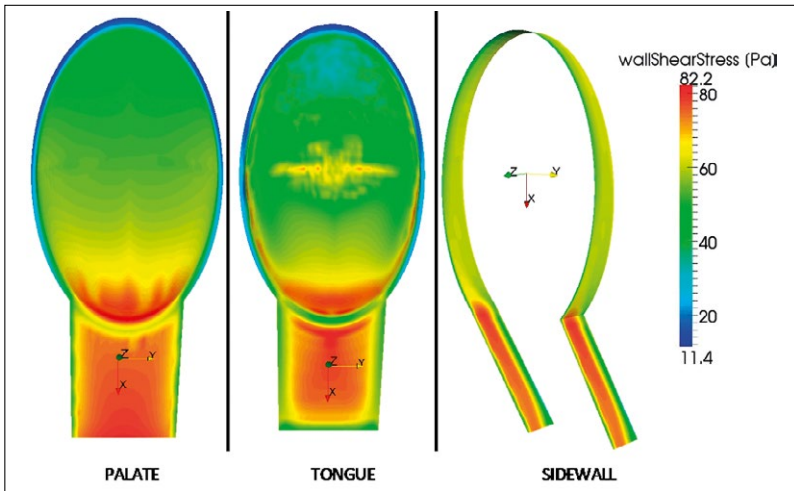 wallShearStress (Pa)
82.2
80
60
40
20
11.4
Z
Y
X
Z
Y
X
Z
Y
X
PALATE
TONGUE
SIDEWALL